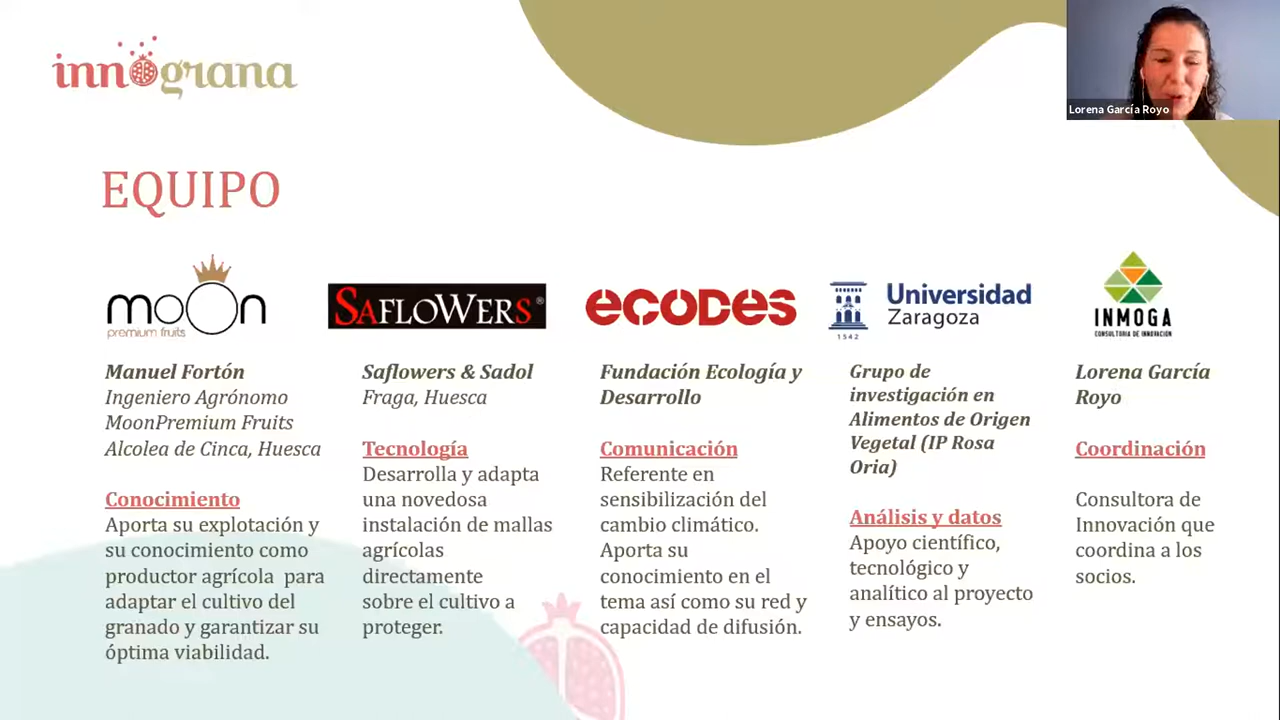 innograna
Lorena García Royo
EQUIPO
moon
premium fruits
SAFLOWERS®
ecodes
Universidad
Zaragoza
1542
INMOGA
CONSULTORIA DE INNOVACION
Manuel Fortón
Ingeniero Agrónomo
MoonPremium Fruits
Alcolea de Cinca, Huesca
Conocimiento
Aporta su explotación y
su conocimiento como
productor agrícola para
adaptar el cultivo del
granado y garantizar su
óptima viabilidad.
Saflowers & Sadol
Fraga, Huesca
Tecnología
Desarrolla y adapta
una novedosa
instalación de mallas
agrícolas
directamente
sobre el cultivo a
proteger.
Fundación Ecología y
Desarrollo
Comunicación
Referente en
sensibilización del
cambio climático.
Aporta su
conocimiento en el
tema así como su red y
capacidad de difusión.
Grupo de
investigación en
Alimentos de Origen
Vegetal (IP Rosa
Oria)
Análisis y datos
Apoyo científico,
tecnológico y
analítico al proyecto
y ensayos.
Lorena García
Royo
Coordinación
Consultora de
Innovación que
coordina a los
socios.